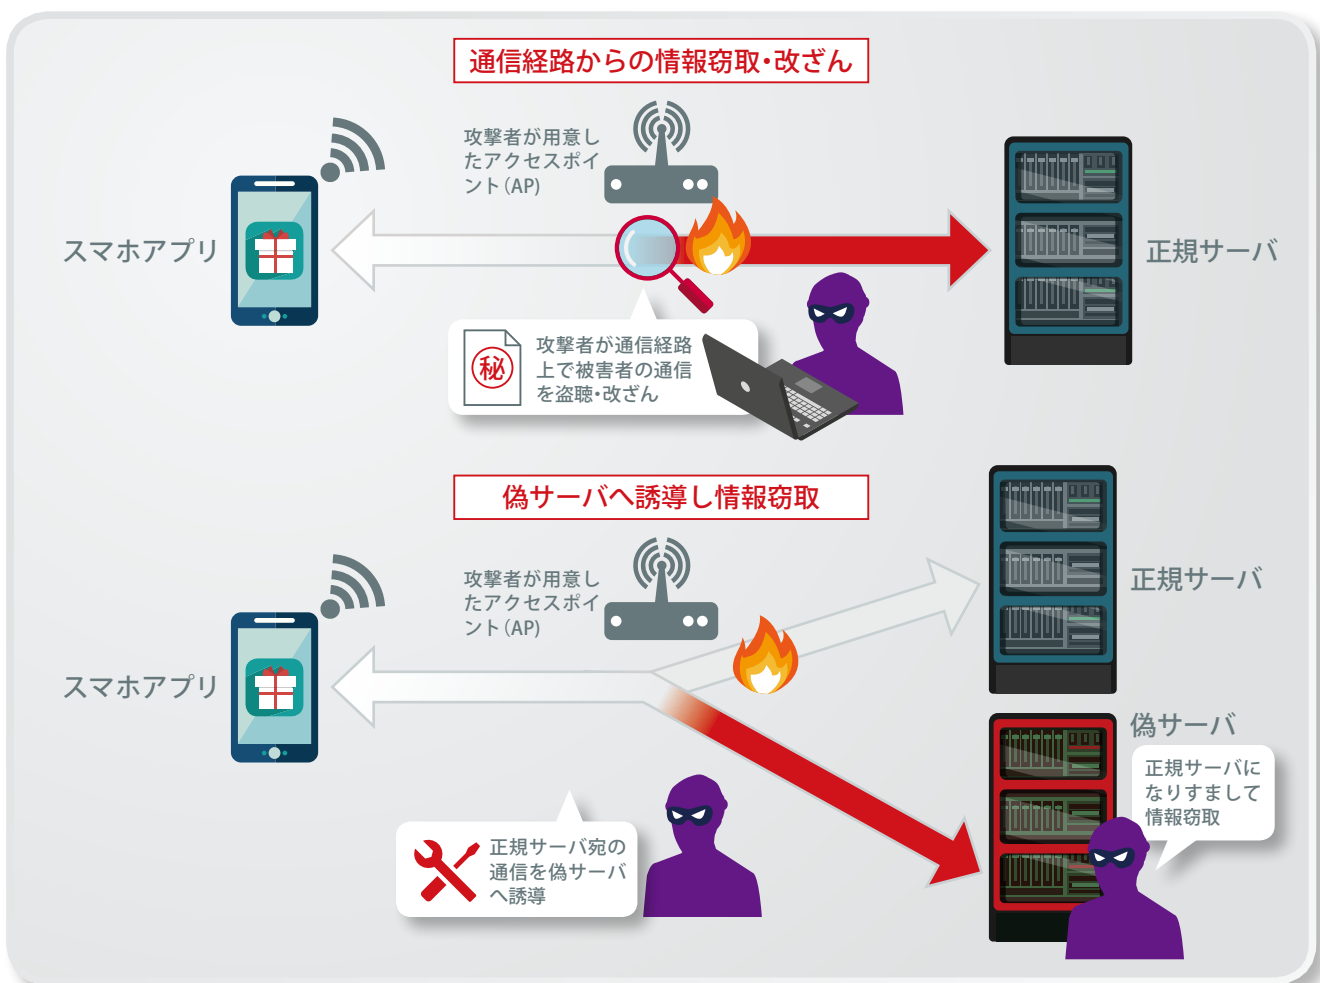 通信経路からの情報窃取・改ざん
攻撃者が用意し
たアクセスポイ
ント（AP)
スマホアプリ
正規サーバ
秘
攻撃者が通信経路
上で被害者の通信
を盗聴・改ざん
偽サーバへ誘導し情報窃取
攻撃者が用意し
たアクセスポイ
ント（AP)
正規サーバ
スマホアプリ
偽サーバ
正規サーバに
なりすまして
情報窃取
正規サーバ宛の
通信を偽サーバ
へ誘導